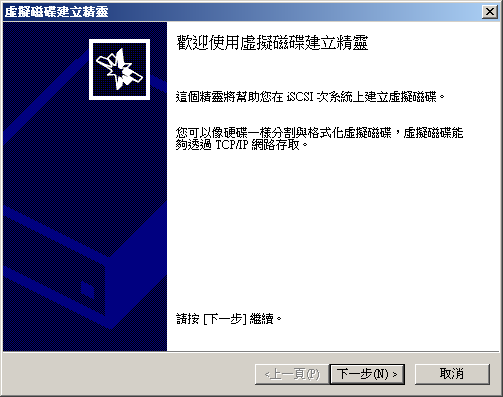 虛擬磁碟建立精靈
歡迎使用虛擬磁碟建立精靈
這個精靈將幫助您在 iSCSI 次系統上建立虛擬磁碟。
您可以像硬碟一樣分割與格式化虛擬磁碟，虛擬磁碟能
夠透過 TCP/IP 網路存取。
請按 [下一步] 繼續。
<上一頁(P) 下一步(N) > 取消